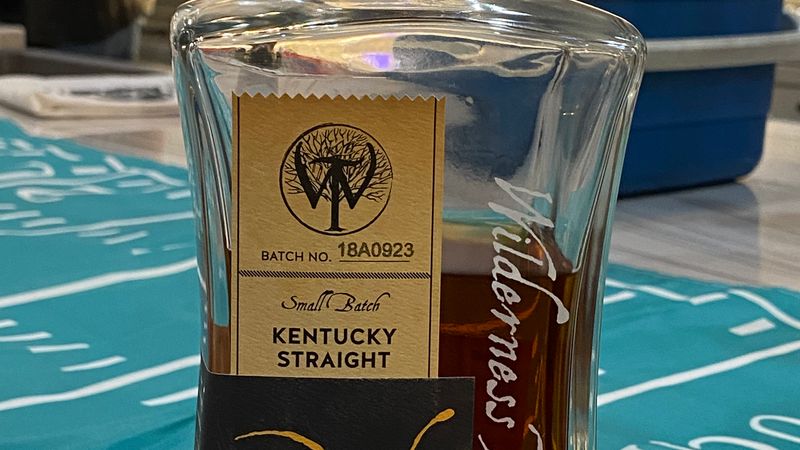 BATCH NO. 18A0923
Small Batch
KENTUCKY
STRAIGHT
Wilderness